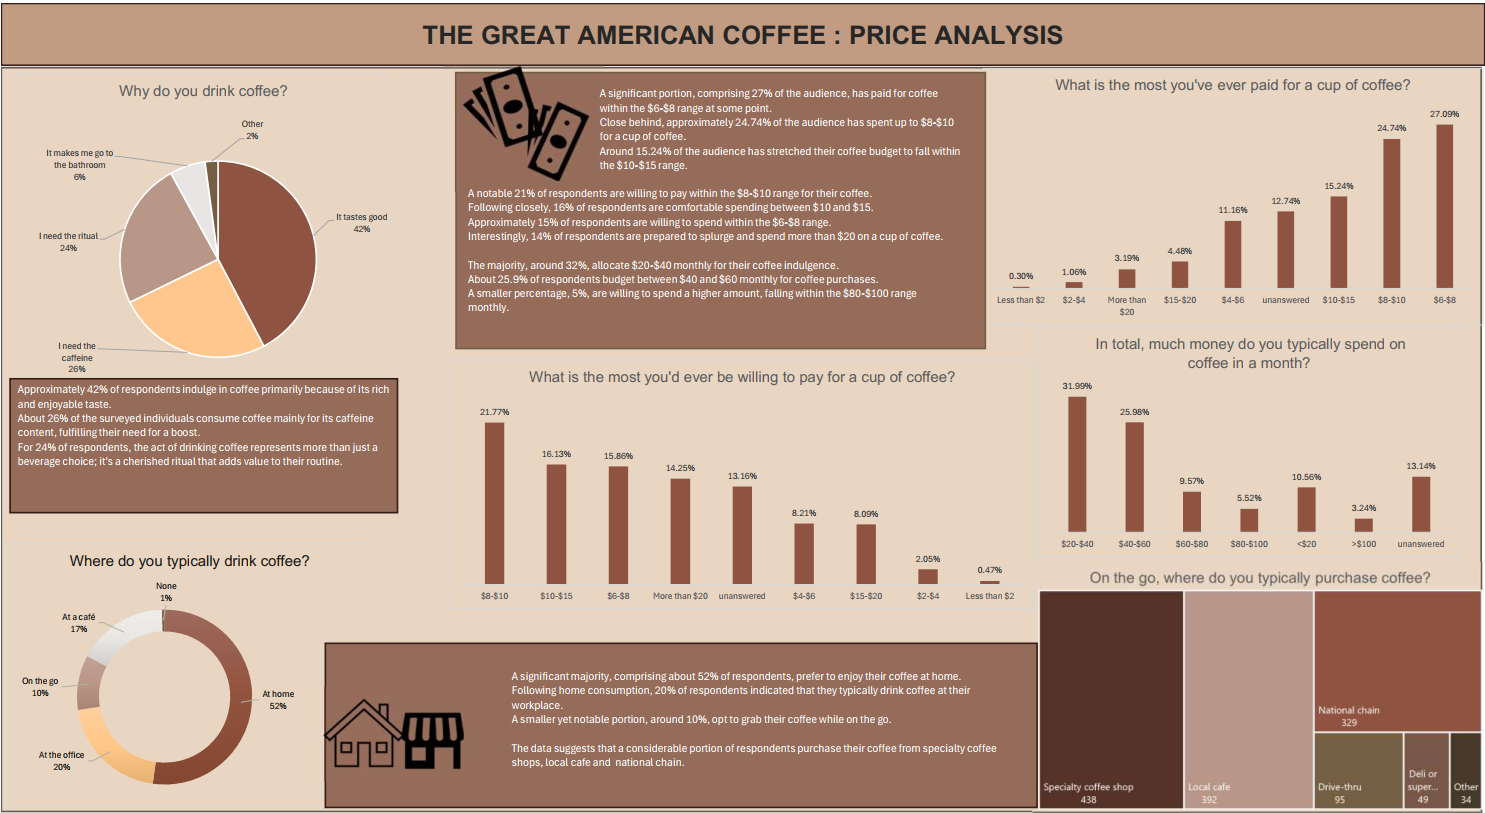 THE GREAT AMERICAN COFFEE : PRICE ANALYSIS
Why do you drink coffee?
Other
2%
It makes me go to
the bathroom
6%
It tastes good
42%
I need the ritual
24%
I need the
caffeine
26%
Approximately 42% of respondents indulge in coffee primarily because of its rich
and enjoyable taste.
About 26% of the surveyed individuals consume coffee mainly for its caffeine
content, fulfilling their need for a boost.
For 24% of respondents, the act of drinking coffee represents more than just a
beverage choice; it's a cherished ritual that adds value to their routine.
Where do you typically drink coffee?
None
1%
At a café
17%
On the go
10%
At home
52%
At the office
20%
A significant portion, comprising 27% of the audience, has paid for coffee
within the $6-$8 range at some point.
Close behind, approximately 24.74% of the audience has spent up to $8-$10
for a cup of coffee.
Around 15.24% of the audience has stretched their coffee budget to fall within
the $10-$15 range.
A notable 21% of respondents are willing to pay within the $8-$10 range for their coffee.
Following closely, 16% of respondents are comfortable spending between $10 and $15.
Approximately 15% of respondents are willing to spend within the $6-$8 range.
Interestingly, 14% of respondents are prepared to splurge and spend more than $20 on a cup of coffee.
The majority, around 32%, allocate $20-$40 monthly for their coffee indulgence.
About 25.9% of respondents budget between $40 and $60 monthly for coffee purchases.
A smaller percentage, 5%, are willing to spend a higher amount, falling within the $80-$100 range
monthly.
What is the most you'd ever be willing to pay for a cup of coffee?
21.77% 16.13% 15.86% 14.25% 13.16% 8.21% 8.09% 2.05% 0.47%
$8-$10 $10-$15 $6-$8 More than $20 unanswered $4-$6 $15-$20 $2-$4 Less than $2
A significant majority, comprising about 52% of respondents, prefer to enjoy their coffee at home.
Following home consumption, 20% of respondents indicated that they typically drink coffee at their
workplace.
A smaller yet notable portion, around 10%, opt to grab their coffee while on the go.
The data suggests that a considerable portion of respondents purchase their coffee from specialty coffee
shops, local cafe and national chain.
What is the most you've ever paid for a cup of coffee?
0.30% 1.06% 3.19% 4.48% 11.16% 12.74% 15.24% 24.74% 27.09%
Less than $2 $2-$4 More than $15-$20 $4-$6 unanswered $10-$15 $8-$10 $6-$8
$20
In total, much money do you typically spend on
coffee in a month?
31.99% 25.98% 9.57% 5.52% 10.56% 3.24% 13.14%
$20-$40 $40-$60 $60-$80 $80-$100 <$20 >$100 unanswered
On the go, where do you typically purchase coffee?
Specialty coffee shop
438
Local cafe
392
National chain
329
Drive-thru
95
Deli or
super...
49
Other
34